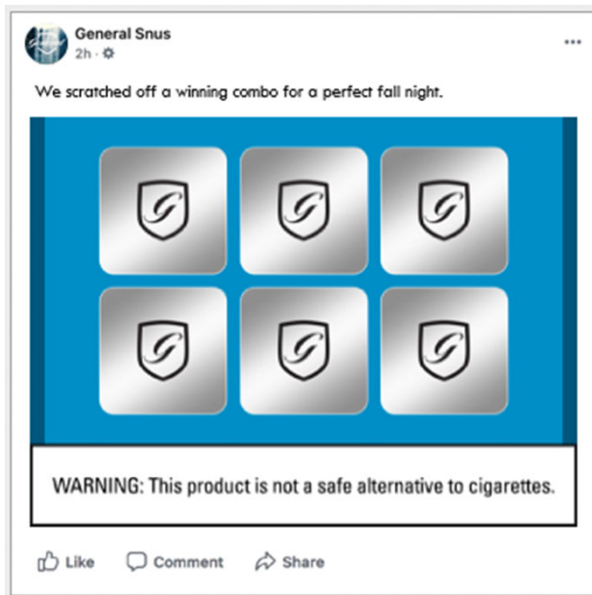 General Snus
2h
We scratched off a winning combo for a perfect fall night.
G G G
G G G
WARNING: This product is not a safe alternative to cigarettes.
Like Comment Share